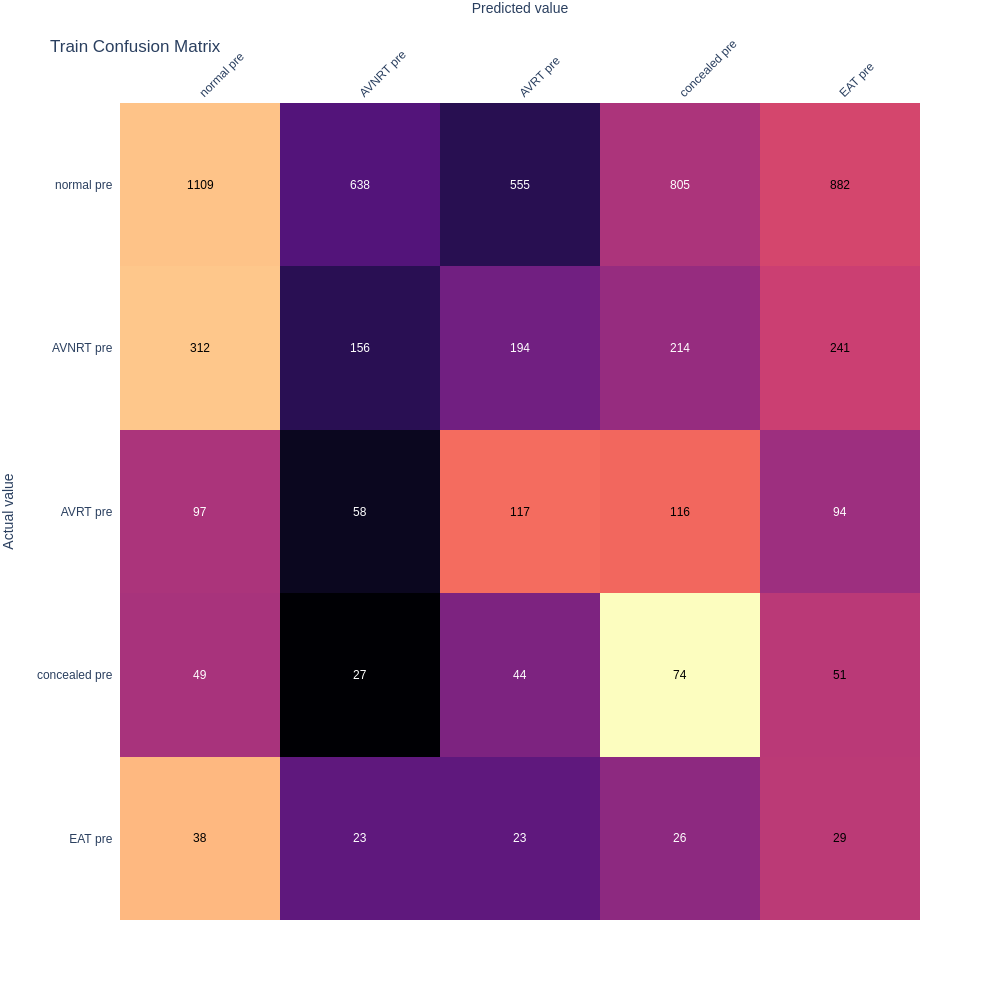 Predicted value
Train Confusion Matrix
normal pre AVNRT pre AVRT pre concealed pre EAT pre
normal pre 1109 638 555 805 882
AVNRT pre 312 156 194 214 241
AVRT pre 97 58 117 116 94
concealed pre 49 27 44 74 51
EAT pre 38 23 23 26 29
Actual value